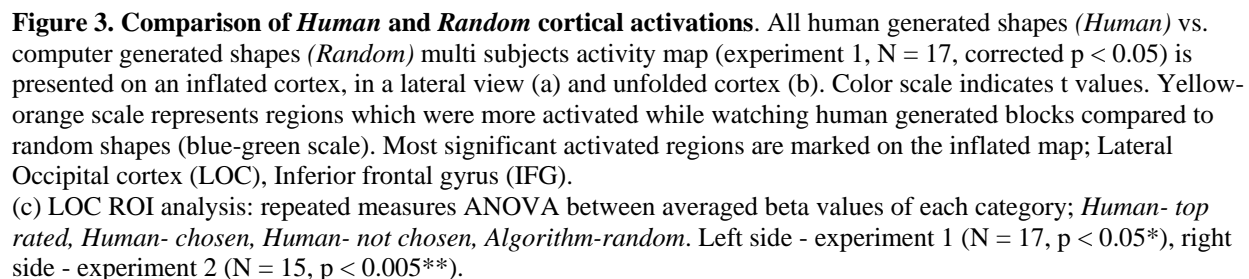 Figure 3. Comparison of Human and Random cortical activations. All human generated shapes (Human) vs.
computer generated shapes (Random) multi subjects activity map (experiment 1, N = 17, corrected p < 0.05) is
presented on an inflated cortex, in a lateral view (a) and unfolded cortex (b). Color scale indicates t values. Yellow-
orange scale represents regions which were more activated while watching human generated blocks compared to
random shapes (blue-green scale). Most significant activated regions are marked on the inflated map; Lateral
Occipital cortex (LOC), Inferior frontal gyrus (IFG).
(c) LOC ROI analysis: repeated measures ANOVA between averaged beta values of each category; Human- top
rated, Human- chosen, Human- not chosen, Algorithm-random. Left side - experiment 1 (N = 17, p < 0.05*), right
side - experiment 2 (N = 15, p < 0.005**).